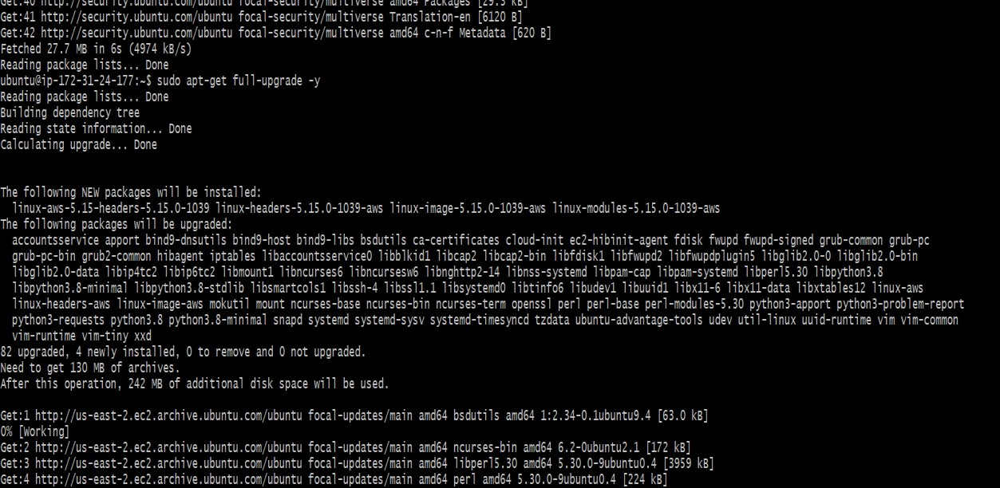 Get:40 http://security.ubuntu.com/ubuntu focal-security/multiverse amd64 Packages [29.3 kB]
Get:41 http://security.ubuntu.com/ubuntu focal-security/multiverse Translation-en [6120 B]
Get:42 http://security.ubuntu.com/ubuntu focal-security/multiverse amd64 c-n-f Metadata [620 B]
Fetched 27.7 MB in 6s (4974 kB/s)
Reading package lists... Done
ubuntu@ip-172-31-24-177:~$ sudo apt-get full-upgrade -y
Reading package lists... Done
Building dependency tree
Reading state information... Done
Calculating upgrade... Done
The following NEW packages will be installed:
linux-aws-5.15-headers-5.15.0-1039 linux-headers-5.15.0-1039-aws linux-image-5.15.0-1039-aws linux-modules-5.15.0-1039-aws
The following packages will be upgraded:
accountsservice apport bind9-dnsutils bind9-host bind9-libs bsdutils ca-certificates cloud-init ec2-hibinit-agent fdisk fwupd fwupd-signed grub-common grub-pc
grub-pc-bin grub2-common hibagent iptables libaccountsservice0 libblkid1 libcap2 libcap2-bin libfdisk1 libfwupd2 libfwupdplugin5 libglib2.0-0 libglib2.0-bin
libglib2.0-data libip4tc2 libip6tc2 libmount1 libncurses6 libncursesw6 libnghttp2-14 libnss-systemd libpam-cap libpam-systemd libperl5.30 libpython3.8
libpython3.8-minimal libpython3.8-stdlib libsmartcols1 libssh-4 libssl1.1 libsystemd0 libtinfo6 libudev1 libuuid1 libx11-6 libx11-data libxtables12 linux-aws
linux-headers-aws linux-image-aws mokutil mount ncurses-base ncurses-bin ncurses-term openssl perl perl-base perl-modules-5.30 python3-apport python3-problem-report
python3-requests python3.8 python3.8-minimal snapd systemd systemd-sysv systemd-timesyncd tzdata ubuntu-advantage-tools udev util-linux uuid-runtime vim vim-common
vim-runtime vim-tiny xxd
82 upgraded, 4 newly installed, 0 to remove and 0 not upgraded.
Need to get 130 MB of archives.
After this operation, 242 MB of additional disk space will be used.
Get:1 http://us-east-2.ec2.archive.ubuntu.com/ubuntu focal-updates/main amd64 bsdutils amd64 1:2.34-0.1ubuntu9.4 [63.0 kB]
0% [Working]
Get:2 http://us-east-2.ec2.archive.ubuntu.com/ubuntu focal-updates/main amd64 ncurses-bin amd64 6.2-0ubuntu2.1 [172 kB]
Get:3 http://us-east-2.ec2.archive.ubuntu.com/ubuntu focal-updates/main amd64 libperl5.30 amd64 5.30.0-9ubuntu0.4 [3959 kB]
Get:4 http://us-east-2.ec2.archive.ubuntu.com/ubuntu focal-updates/main amd64 perl amd64 5.30.0-9ubuntu0.4 [224 kB]